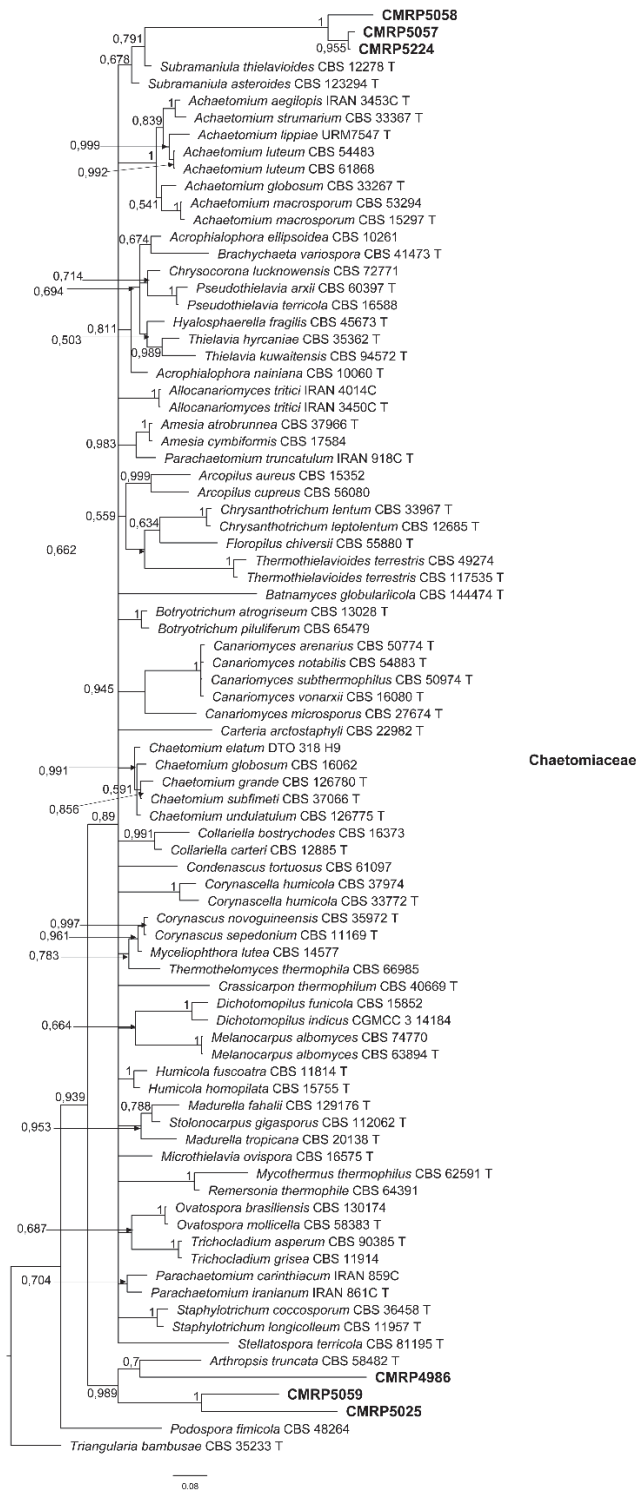 CMRP5058
1
CMRP5057
0,791
0,955 CMRP5224
0,678
Subramaniula thielavioides CBS 12278 T
Subramaniula asteroides CBS 123294 T
1 Achaetomium aegilopis IRAN 3453C T
0,839 Achaetomium strumarium CBS 33367 T
Achaetomium lippiae URM7547 T
0,999
1 Achaetomium luteum CBS 54483
0,992 Achaetomium luteum CBS 61868
Achaetomium globosum CBS 33267 T
0,541 1 Achaetomium macrosporum CBS 53294
Achaetomium macrosporum CBS 15297 T
0,674 Acrophialophora ellipsoidea CBS 10261
Brachychaeta variospora CBS 41473 T
0,714 Chrysocorona lucknowensis CBS 72771
0,694 1 Pseudothielavia arxii CBS 60397 T
Pseudothielavia terricola CBS 16588
0,811 Hyalosphaerella fragilis CBS 45673 T
0,503 Thielavia hyrcaniae CBS 35362 T
0,989 Thielavia kuwaitensis CBS 94572 T
Acrophialophora nainiana CBS 10060 T
1 Allocanariomyces tritici IRAN 4014C
Allocanariomyces tritici IRAN 3450C T
1 Amesia atrobrunnea CBS 37966 T
0,983 Amesia cymbiformis CBS 17584
Parachaetomium truncatulum IRAN 918C T
0,999 Arcopilus aureus CBS 15352
Arcopilus cupreus CBS 56080
0,559 1 Chrysanthotrichum lentum CBS 33967 T
0,634 Chrysanthotrichum leptolentum CBS 12685 T
0,662 Floropilus chiversii CBS 55880 T
1 Thermothielavioides terrestris CBS 49274
Thermothielavioides terrestris CBS 117535 T
Batnamyces globulariicola CBS 144474 T
1 Botryotrichum atrogriseum CBS 13028 T
Botryotrichum piluliferum CBS 65479
Canariomyces arenarius CBS 50774 T
1 Canariomyces notabilis CBS 54883 T
Canariomyces subthermophilus CBS 50974 T
0,945 Canariomyces vonarxii CBS 16080 T
Canariomyces microsporus CBS 27674 T
Carteria arctostaphyli CBS 22982 T
Chaetomium elatum DTO 318 H9
0,991 Chaetomium globosum CBS 16062
Chaetomiaceae
0,591 Chaetomium grande CBS 126780 T
0,856 Chaetomium subfimeti CBS 37066 T
0,89 Chaetomium undulatulum CBS 126775 T
0,991 Collariella bostrychodes CBS 16373
Collariella carteri CBS 12885 T
Condenascus tortuosus CBS 61097
1 Corynascella humicola CBS 37974
Corynascella humicola CBS 33772 T
0,997 Corynascus novoguineensis CBS 35972 T
0,961 Corynascus sepedonium CBS 11169 T
0,783 Myceliophthora lutea CBS 14577
Thermothelomyces thermophila CBS 66985
Crassicarpon thermophilum CBS 40669 T
1 Dichotomopilus funicola CBS 15852
0,664 Dichotomopilus indicus CGMCC 3 14184
1 Melanocarpus albomyces CBS 74770
Melanocarpus albomyces CBS 63894 T
1 Humicola fuscoatra CBS 11814 T
Humicola homopilata CBS 15755 T
0,939 0,788 Madurella fahalii CBS 129176 T
0,953 Stolonocarpus gigasporus CBS 112062 T
Madurella tropicana CBS 20138 T
Microthielavia ovispora CBS 16575 T
1 Mycothermus thermophilus CBS 62591 T
Remersonia thermophile CBS 64391
1 Ovatospora brasiliensis CBS 130174
0,687 Ovatospora mollicella CBS 58383 T
1 Trichocladium asperum CBS 90385 T
Trichocladium grisea CBS 11914
0,704 Parachaetomium carinthiacum IRAN 859C
Parachaetomium iranianum IRAN 861C T
1 Staphylotrichum coccosporum CBS 36458 T
Staphylotrichum longicolleum CBS 11957 T
Stellatospora terricola CBS 81195 T
0,7 Arthropsis truncata CBS 58482 T
CMRP4986
0,989 1 CMRP5059
CMRP5025
Podospora fimicola CBS 48264
Triangularia bambusae CBS 35233 T
0.08